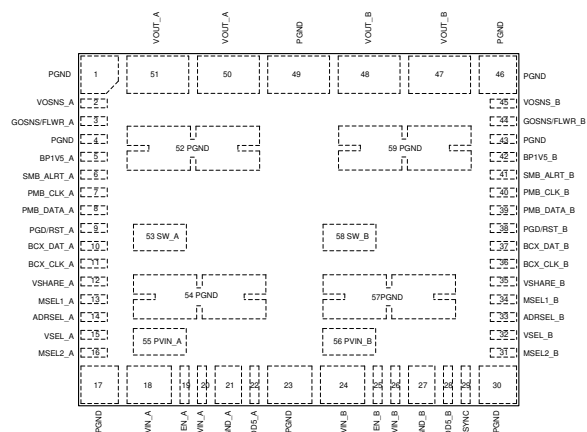 VOUT_A
VOUT_A
PGND
VOUT_B
VOUT_B
PGND
PGND 1 51 50 49 48 47 46 PGND
VOSNS_A 2 45 VOSNS_B
GOSNS/FLWR_A 3 44 GOSNS/FLWR_B
PGND 4 43 PGND
BP1V5_A 5 52 PGND 59 PGND 42 BP1V5_B
SMB_ALRT_A 6 41 SMB_ALRT_B
PMB_CLK_A 7 40 PMB_CLK_B
PMB_DATA_A 8 39 PMB_DATA_B
PGD/RST_A 9 53 SW_A 58 SW_B 38 PGD/RST_B
BCX_DAT_A 10 37 BCX_DAT_B
BCX_CLK_A 11 36 BCX_CLK_B
VSHARE_A 12 35 VSHARE_B
MSEL1_A 13 54 PGND 57PGND 34 MSEL1_B
ADRSEL_A 14 33 ADRSEL_B
VSEL_A 15 55 PVIN_A 56 PVIN_B 32 VSEL_B
MSEL2_A 16 31 MSEL2_B
17 18 19 20 21 22 23 24 25 26 27 28 29 30
PGND
VIN_A
EN_A
VIN_A
ND_A
D5_A
PGND
VIN_B
EN_B
VIN_B
ND_B
D5_B
SYNC
PGND